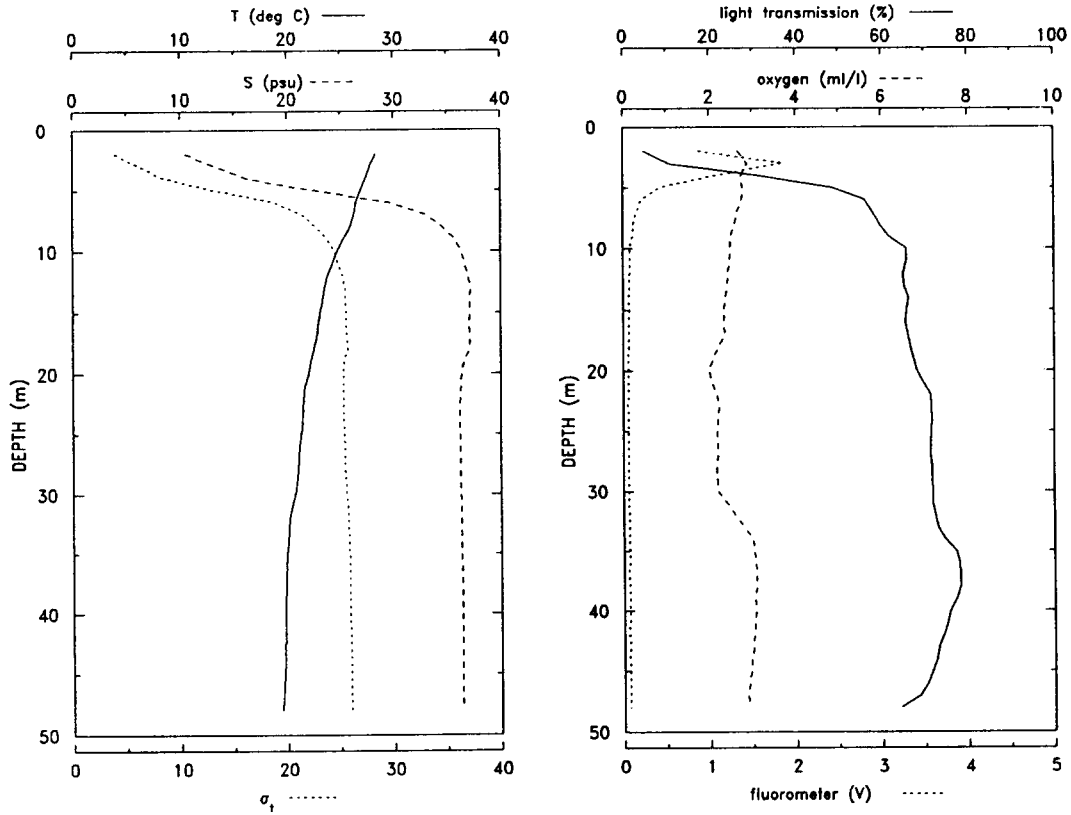 T (deg C)
0 10 20 30 40
S (psu)
0 10 20 30 40
0
10
20
30
40
50
DEPTH (m)
0 10 20 30 40
σt
light transmission (%)
0 20 40 60 80 100
oxygen (ml/l)
0 2 4 6 8 10
0
10
20
30
40
50
DEPTH (m)
0 1 2 3 4 5
fluorometer (V)